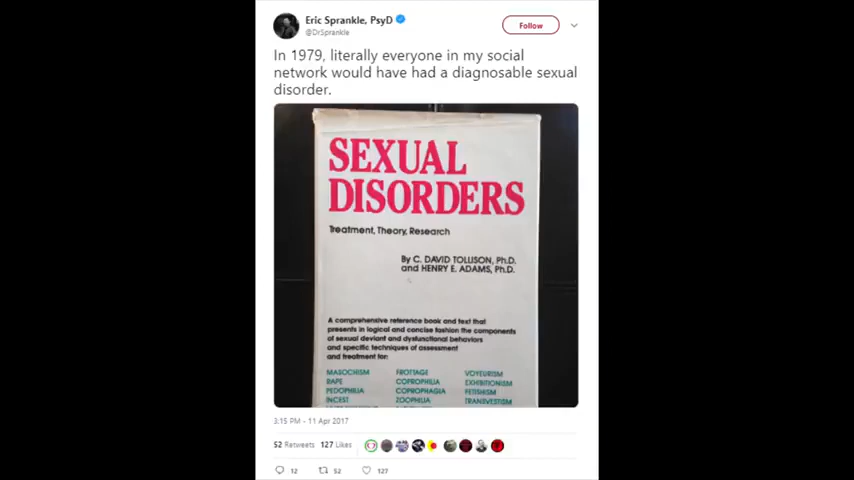 Eric Sprankle, PsyD
@DrSprankle
Follow
In 1979, literally everyone in my social
network would have had a diagnosable sexual
disorder.
SEXUAL
DISORDERS
Treatment, Theory, Research
By C. DAVID TOLLISON, Ph.D.
and HENRY E. ADAMS, Ph.D.
A comprehensive reference book and text that
presents in logical and concise fashion the components
of sexual deviant and dysfunctional behaviors
and specific techniques of assessment
and treatment for:
MASOCHISM FROTTAGE VOYEURISM
RAPE COPROPHILIA EXHIBITIONISM
PEDOPHILIA COPROPHAGIA FETISHISM
INCEST ZOOPHILIA TRANSVESTISM
3:15 PM - 11 Apr 2017
52 Retweets 127 Likes
12 52 127